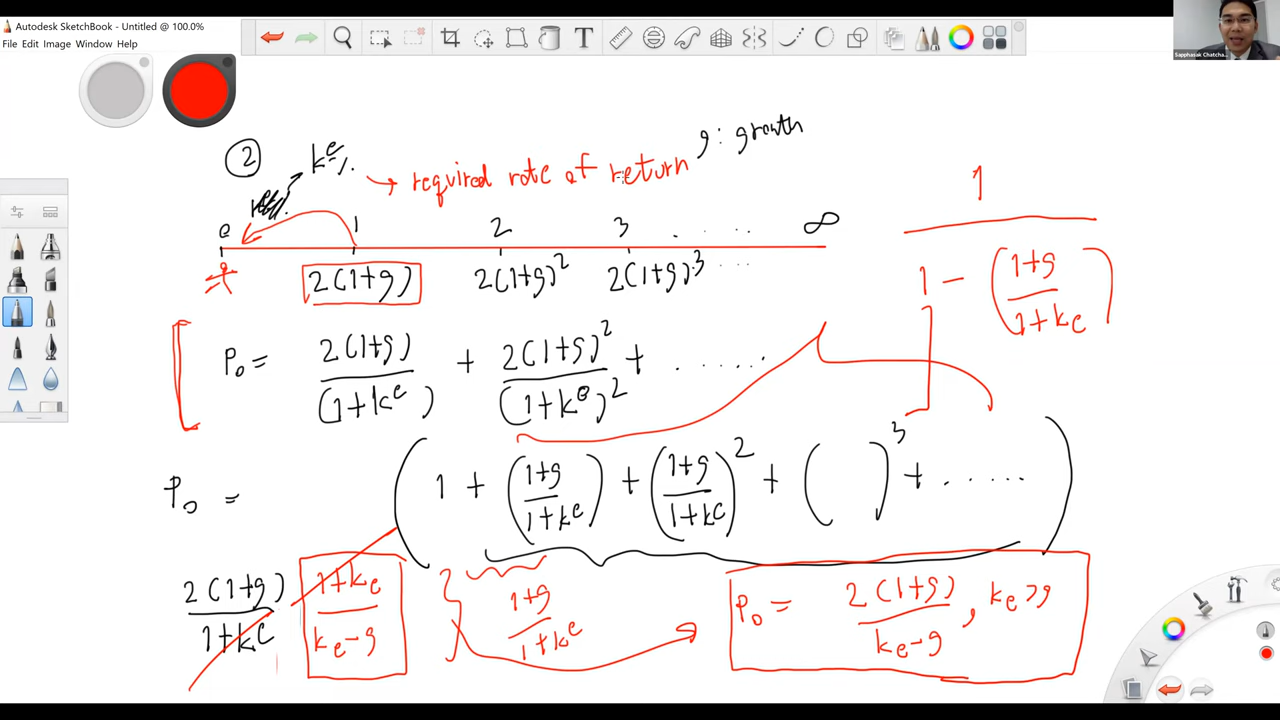 Autodesk SketchBook - Untitled @ 100.0%
File Edit Image Window Help
Sapphasak Chatcha...
g: growth
② ke%. → required rate of return
0 1 2 3 . . . . ∞
2(1+g) 2(1+g)² 2(1+g)³ ...
P₀ = 2(1+g)/(1+ke) + 2(1+g)²/(1+ke)² + ......
1/(1 - ((1+g)/(1+ke)))
P₀ = 2(1+g)/(1+ke) (1 + ((1+g)/(1+ke)) + ((1+g)/(1+ke))² + ( )³ + ......)
(1+ke)/(ke-g)
(1+g)/(1+ke)
P₀ = 2(1+g)/(ke-g), ke>g